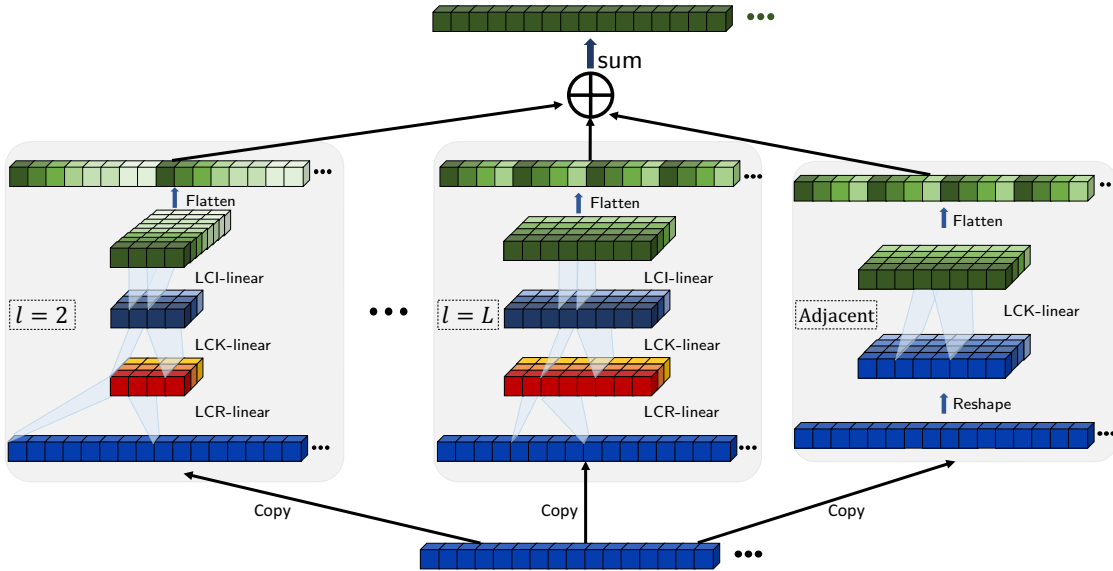 sum
Flatten
LCI-linear
l = 2
LCK-linear
LCR-linear
Flatten
LCI-linear
l = L
LCK-linear
LCR-linear
Flatten
Adjacent
LCK-linear
Reshape
Copy
Copy
Copy